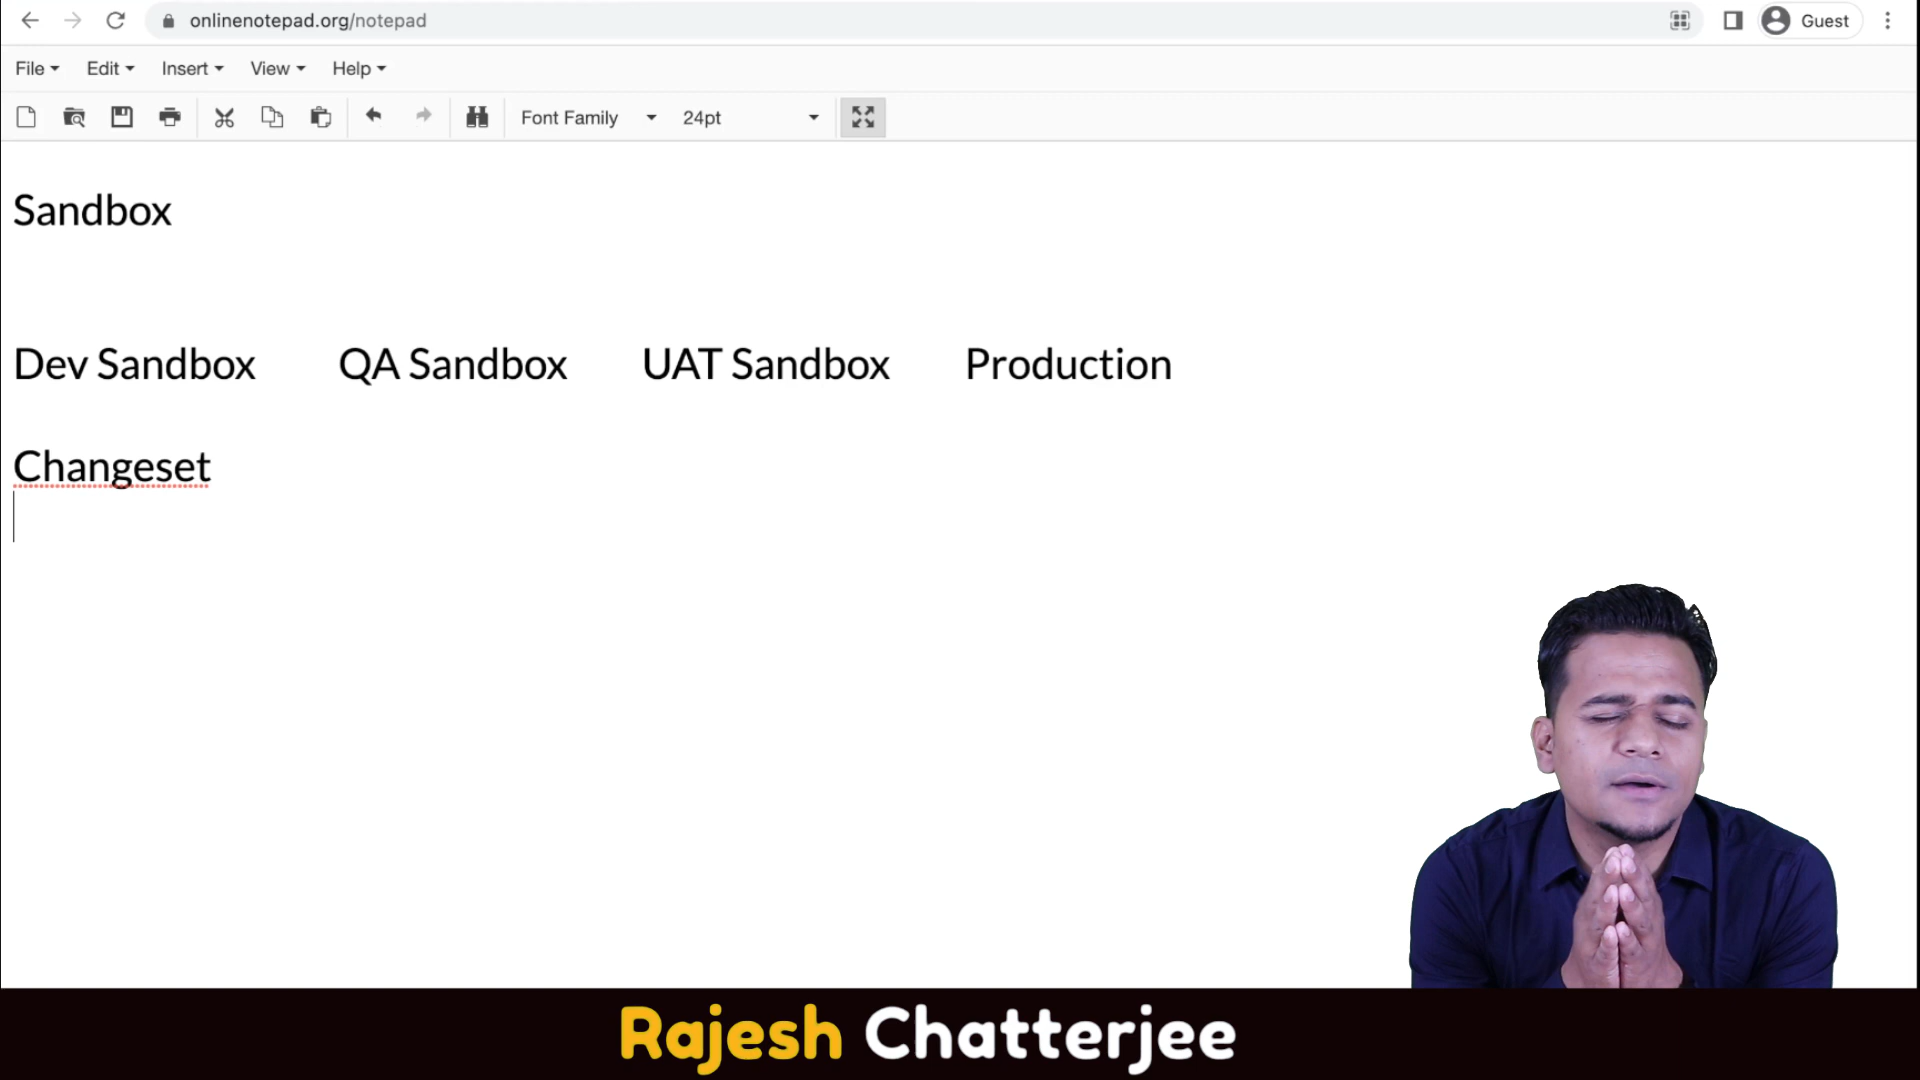 onlinenotepad.org/notepad
Guest
File Edit Insert View Help
Font Family 24pt
Sandbox
Dev Sandbox QA Sandbox UAT Sandbox Production
Changeset
Rajesh Chatterjee